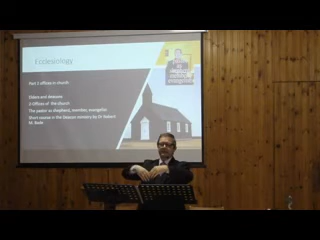 Ecclesiology
Part 2 offices in church
Elders and deacons
2 Offices of the church
The pastor as shepherd, member, evangelist
Short course in the Deacon ministry by Dr Robert
M.